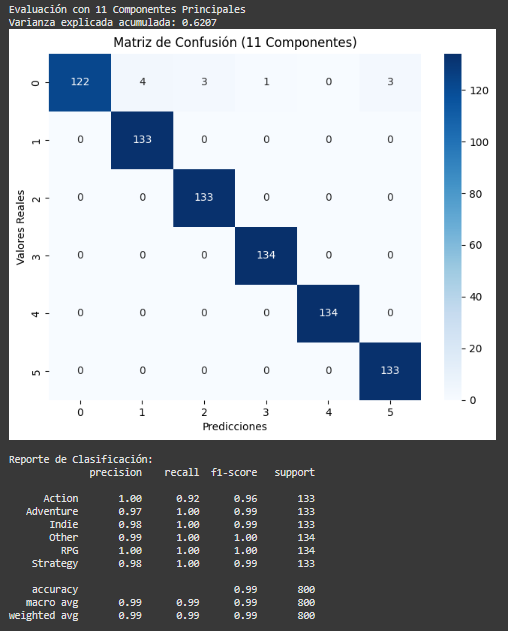 Evaluación con 11 Componentes Principales
Varianza explicada acumulada: 0.6207
Matriz de Confusión (11 Componentes)
0 122 4 3 1 0 3
1 0 133 0 0 0 0
2 0 0 133 0 0 0
3 0 0 0 134 0 0
4 0 0 0 0 134 0
5 0 0 0 0 0 133
0 1 2 3 4 5
Predicciones
Valores Reales
120
100
80
60
40
20
0
Reporte de Clasificación:
precision recall f1-score support
Action 1.00 0.92 0.96 133
Adventure 0.97 1.00 0.99 133
Indie 0.98 1.00 0.99 133
Other 0.99 1.00 1.00 134
RPG 1.00 1.00 1.00 134
Strategy 0.98 1.00 0.99 133
accuracy 0.99 800
macro avg 0.99 0.99 0.99 800
weighted avg 0.99 0.99 0.99 800